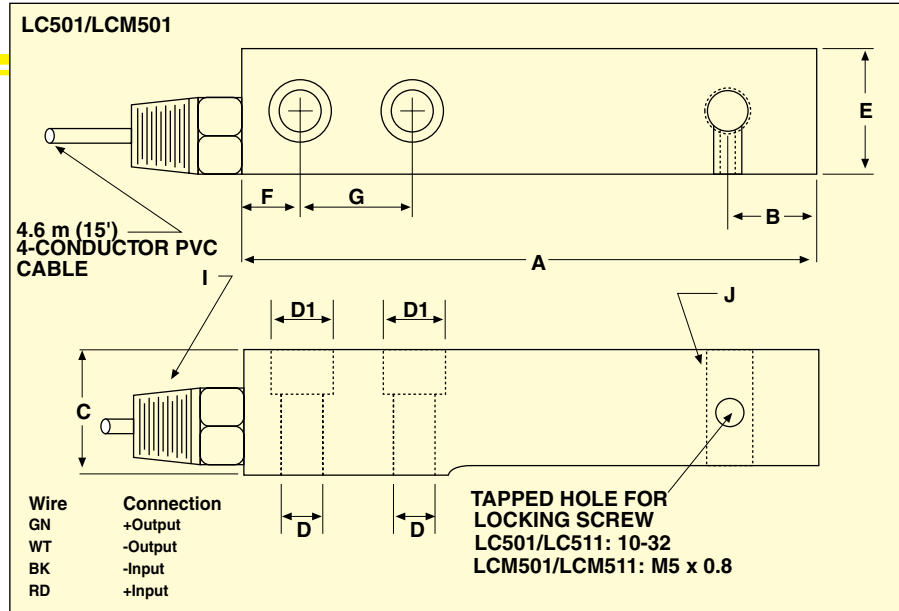 LC501/LCM501
E
F
G
B
4.6 m (15')
4-CONDUCTOR PVC
CABLE
A
I
J
D1
D1
C
Wire Connection
GN +Output
WT -Output
BK -Input
RD +Input
D
D
TAPPED HOLE FOR
LOCKING SCREW
LC501/LC511: 10-32
LCM501/LCM511: M5 x 0.8